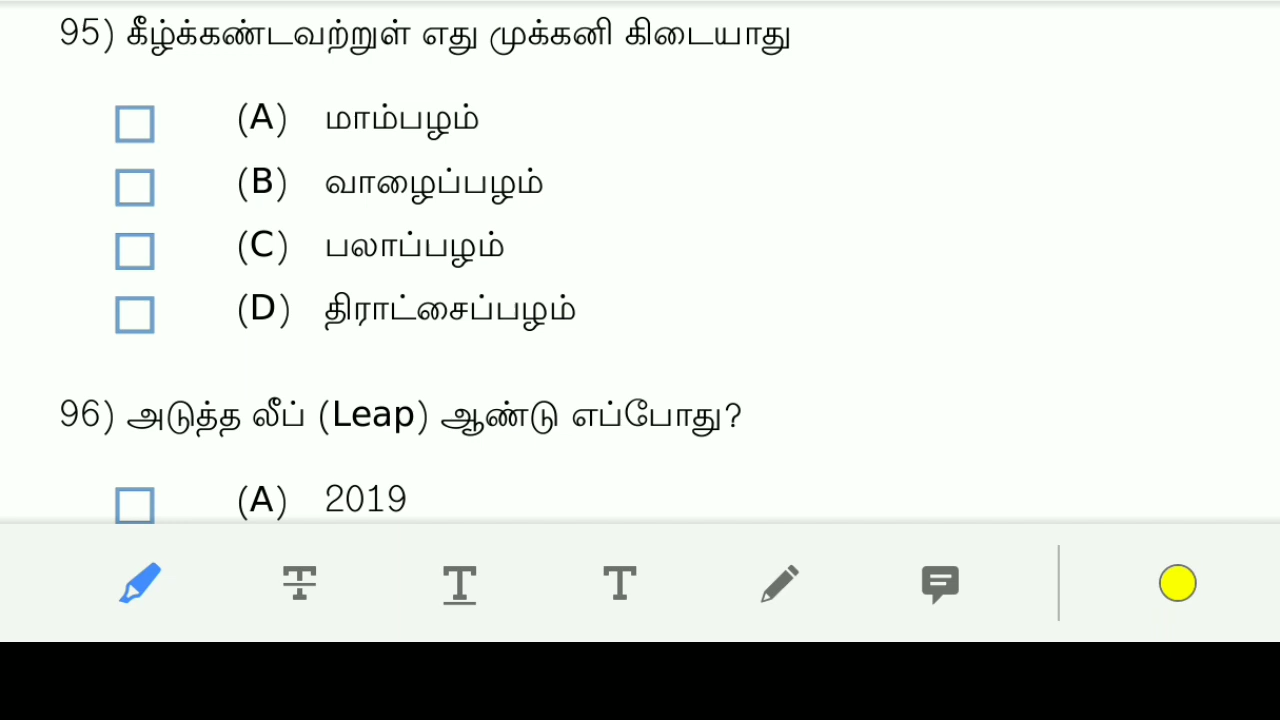 95) கீழ்க்கண்டவற்றுள் எது முக்கனி கிடையாது
(A) மாம்பழம்
(B) வாழைப்பழம்
(C) பலாப்பழம்
(D) திராட்சைப்பழம்
96) அடுத்த லீப் (Leap) ஆண்டு எப்போது?
(A) 2019